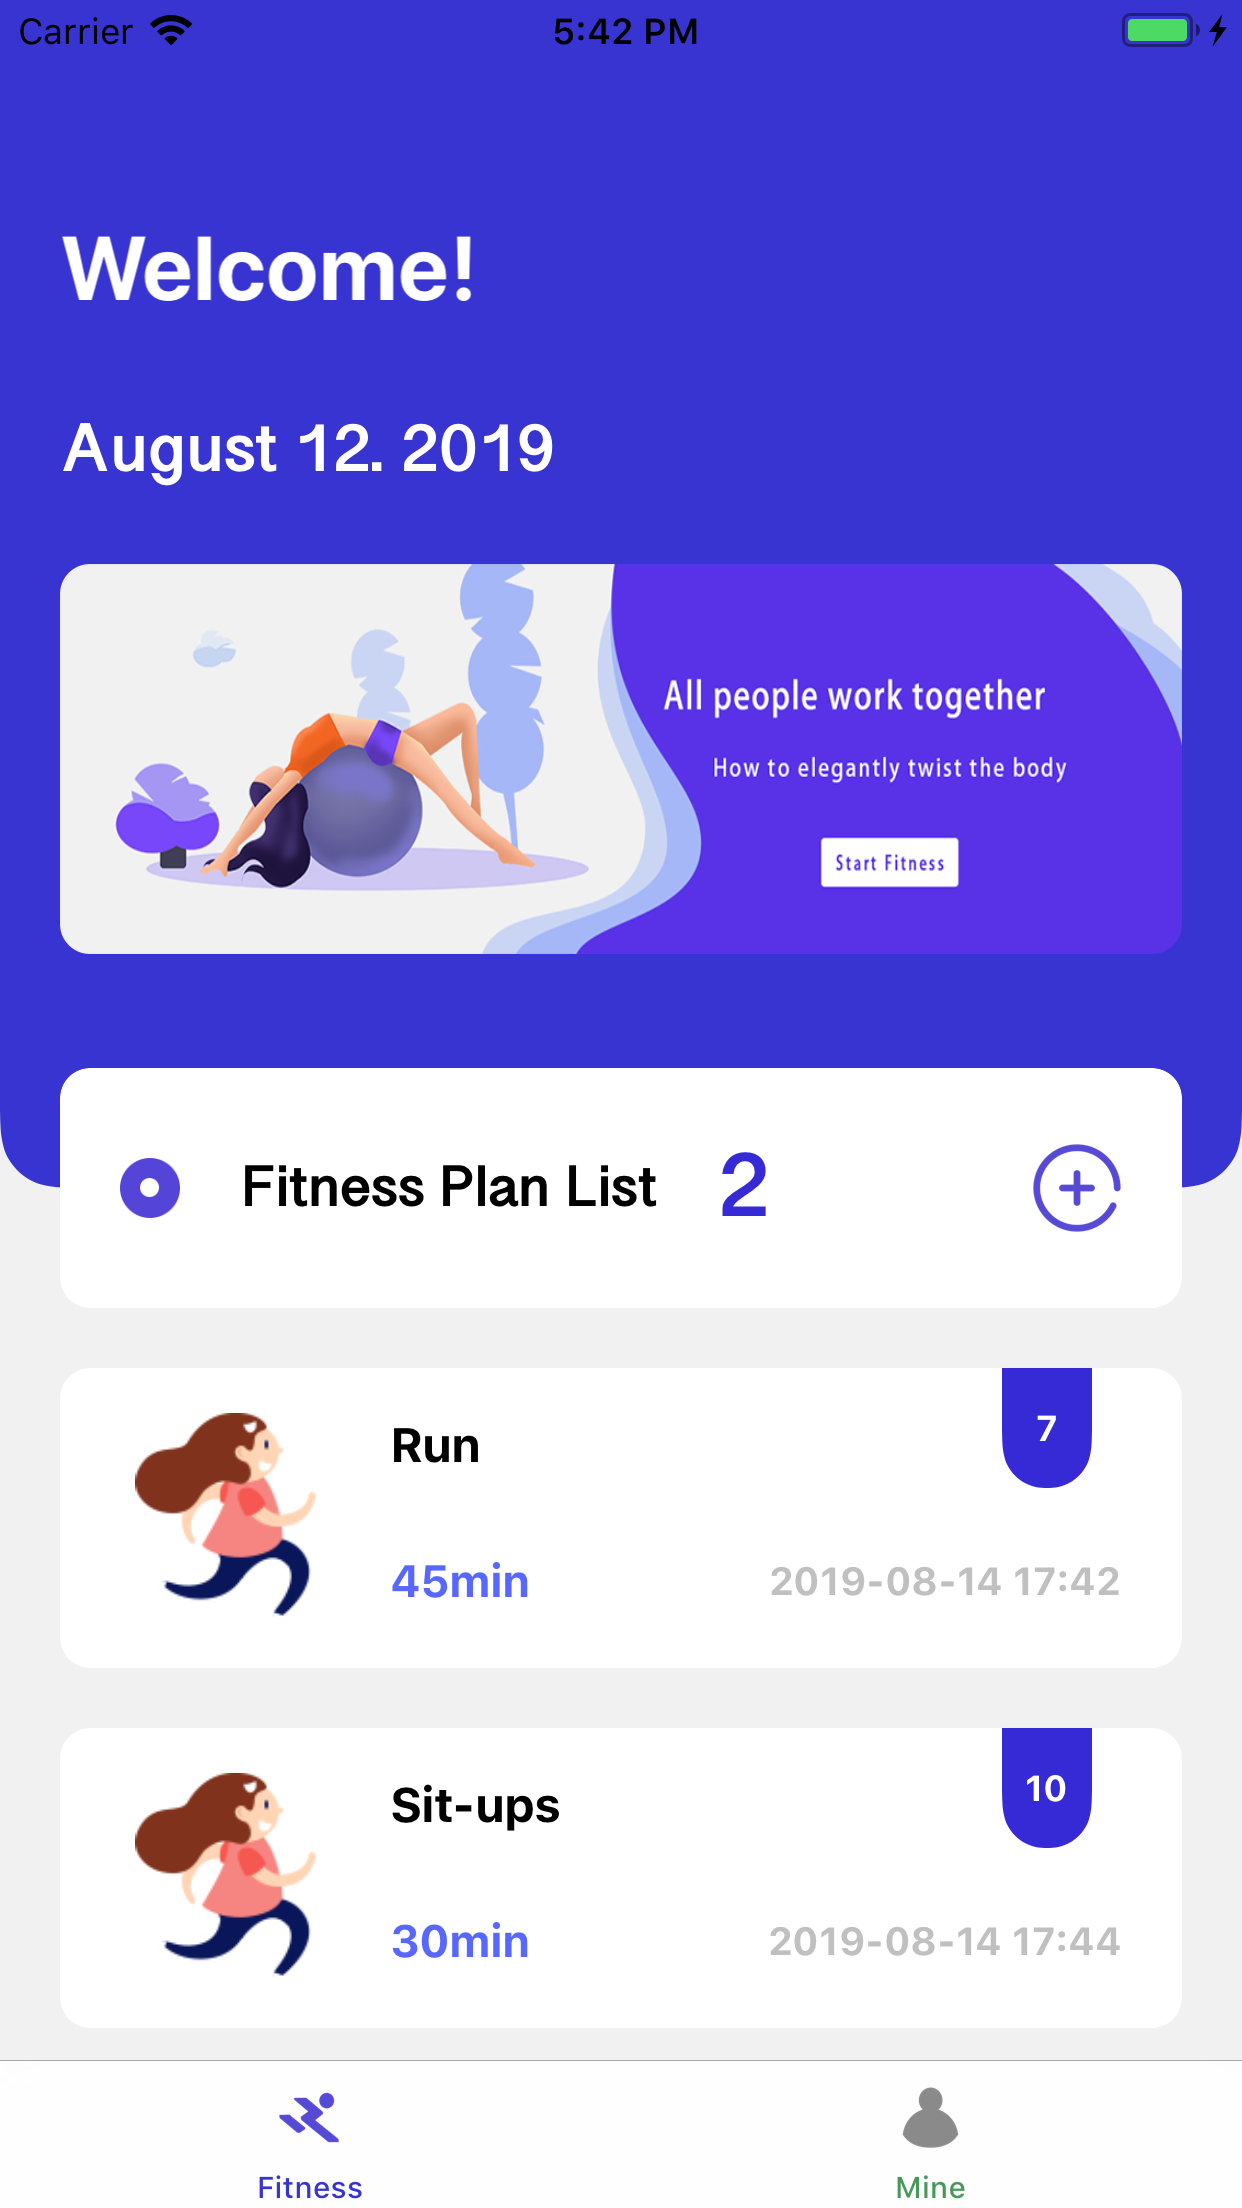 Carrier 5:42 PM
Welcome!
August 12. 2019
All people work together
How to elegantly twist the body
Start Fitness
Fitness Plan List 2
Run
7
45min
2019-08-14 17:42
Sit-ups
10
30min
2019-08-14 17:44
Fitness
Mine